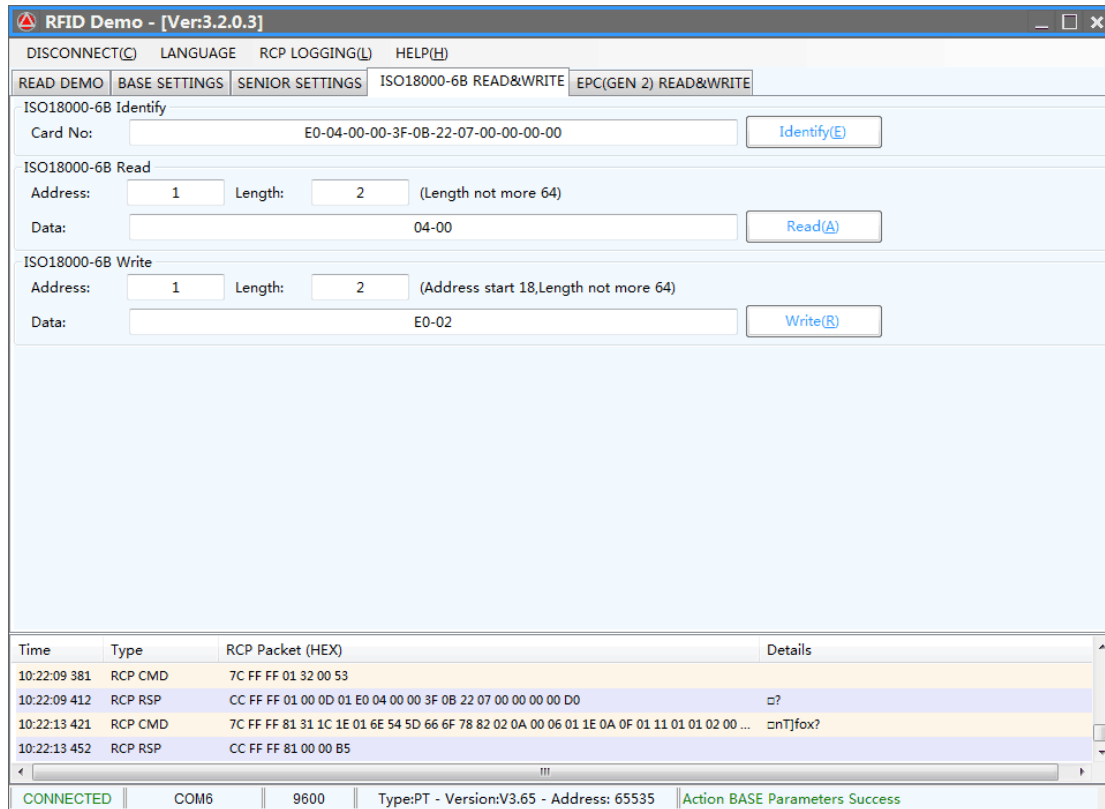 RFID Demo - [Ver:3.2.0.3]
DISCONNECT(C) LANGUAGE RCP LOGGING(L) HELP(H)
READ DEMO BASE SETTINGS SENIOR SETTINGS ISO18000-6B READ&WRITE EPC(GEN 2) READ&WRITE
ISO18000-6B Identify
Card No: E0-04-00-00-3F-0B-22-07-00-00-00-00 Identify(E)
ISO18000-6B Read
Address: 1 Length: 2 (Length not more 64)
Data: 04-00 Read(A)
ISO18000-6B Write
Address: 1 Length: 2 (Address start 18,Length not more 64)
Data: E0-02 Write(R)
Time Type RCP Packet (HEX) Details
10:22:09 381 RCP CMD 7C FF FF 01 32 00 53
10:22:09 412 RCP RSP CC FF FF 01 00 0D 01 E0 04 00 00 3F 0B 22 07 00 00 00 00 D0 □?
10:22:13 421 RCP CMD 7C FF FF 81 31 1C 1E 01 6E 54 5D 66 6F 78 82 02 0A 00 06 01 1E 0A 0F 01 11 01 01 02 00 ... □nT]fox?
10:22:13 452 RCP RSP CC FF FF 81 00 00 B5
CONNECTED COM6 9600 Type:PT - Version:V3.65 - Address: 65535 Action BASE Parameters Success